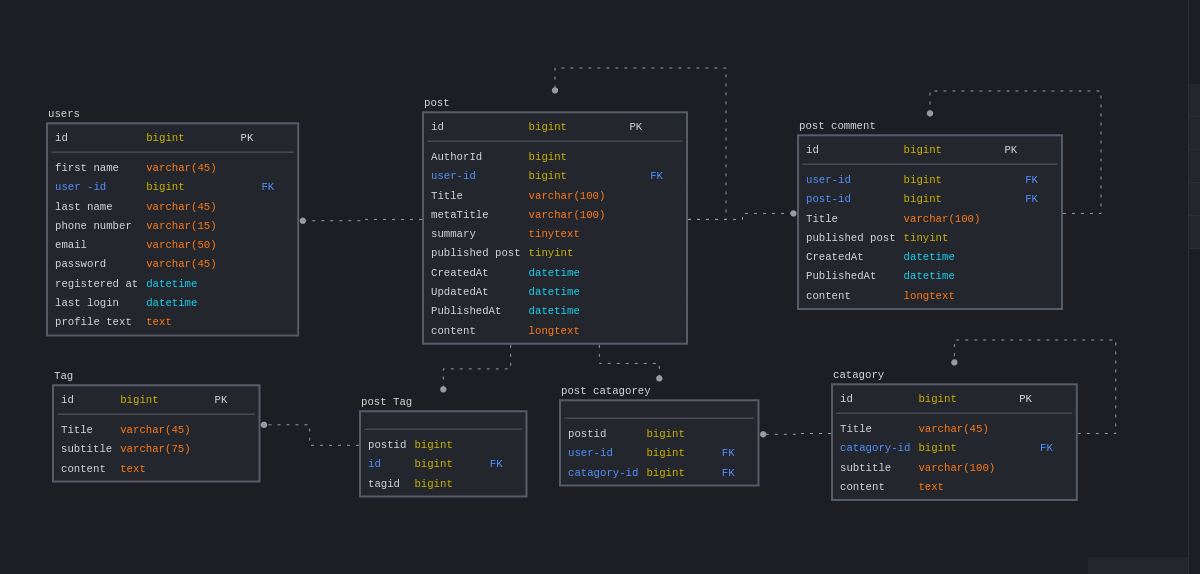 users
id bigint PK
first name varchar(45)
user -id bigint FK
last name varchar(45)
phone number varchar(15)
email varchar(50)
password varchar(45)
registered at datetime
last login datetime
profile text text
post
id bigint PK
AuthorId bigint
user-id bigint FK
Title varchar(100)
metaTitle varchar(100)
summary tinytext
published post tinyint
CreatedAt datetime
UpdatedAt datetime
PublishedAt datetime
content longtext
post comment
id bigint PK
user-id bigint FK
post-id bigint FK
Title varchar(100)
published post tinyint
CreatedAt datetime
PublishedAt datetime
content longtext
Tag
id bigint PK
Title varchar(45)
subtitle varchar(75)
content text
post Tag
postid bigint
id bigint FK
tagid bigint
post catagorey
postid bigint
user-id bigint FK
catagory-id bigint FK
catagory
id bigint PK
Title varchar(45)
catagory-id bigint FK
subtitle varchar(100)
content text